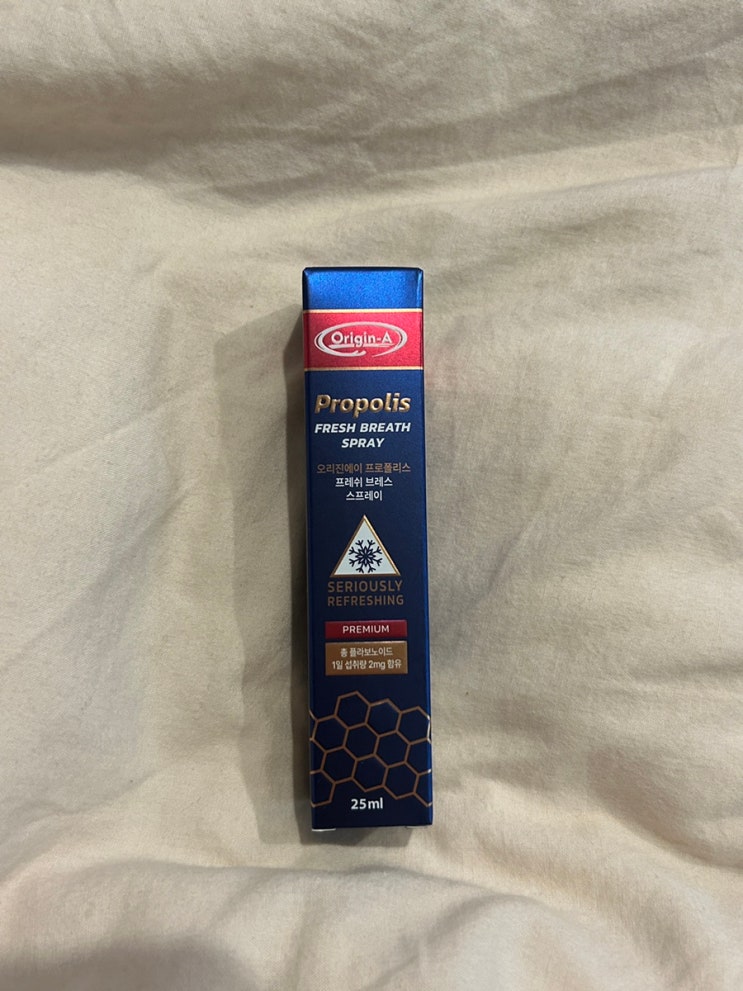 Origin-A
Propolis
FRESH BREATH
SPRAY
오리진에이 프로폴리스
프레쉬 브레스
스프레이
SERIOUSLY
REFRESHING
PREMIUM
총 플라보노이드
1일 섭취량 2mg 함유
25ml